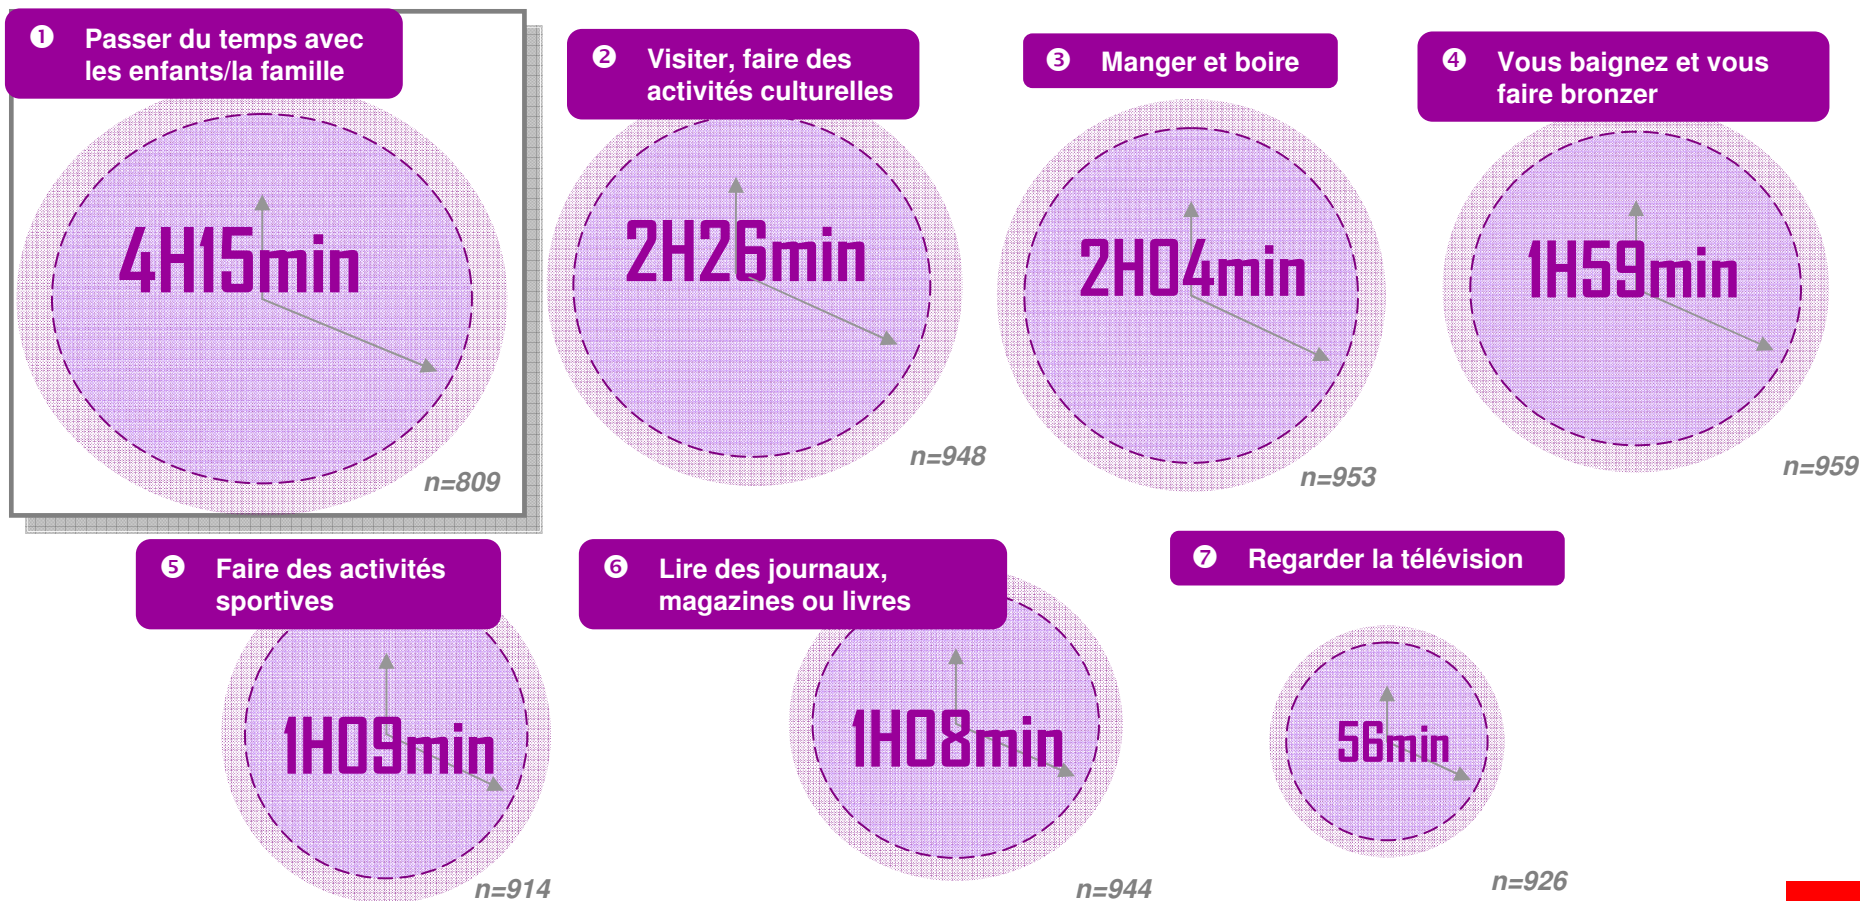 ❶ Passer du temps avec
les enfants/la famille
4H15min
n=809
❷ Visiter, faire des
activités culturelles
2H26min
n=948
❸ Manger et boire
2H04min
n=953
❹ Vous baignez et vous
faire bronzer
1H59min
n=959
❺ Faire des activités
sportives
1H09min
n=914
❻ Lire des journaux,
magazines ou livres
1H08min
n=944
❼ Regarder la télévision
56min
n=926